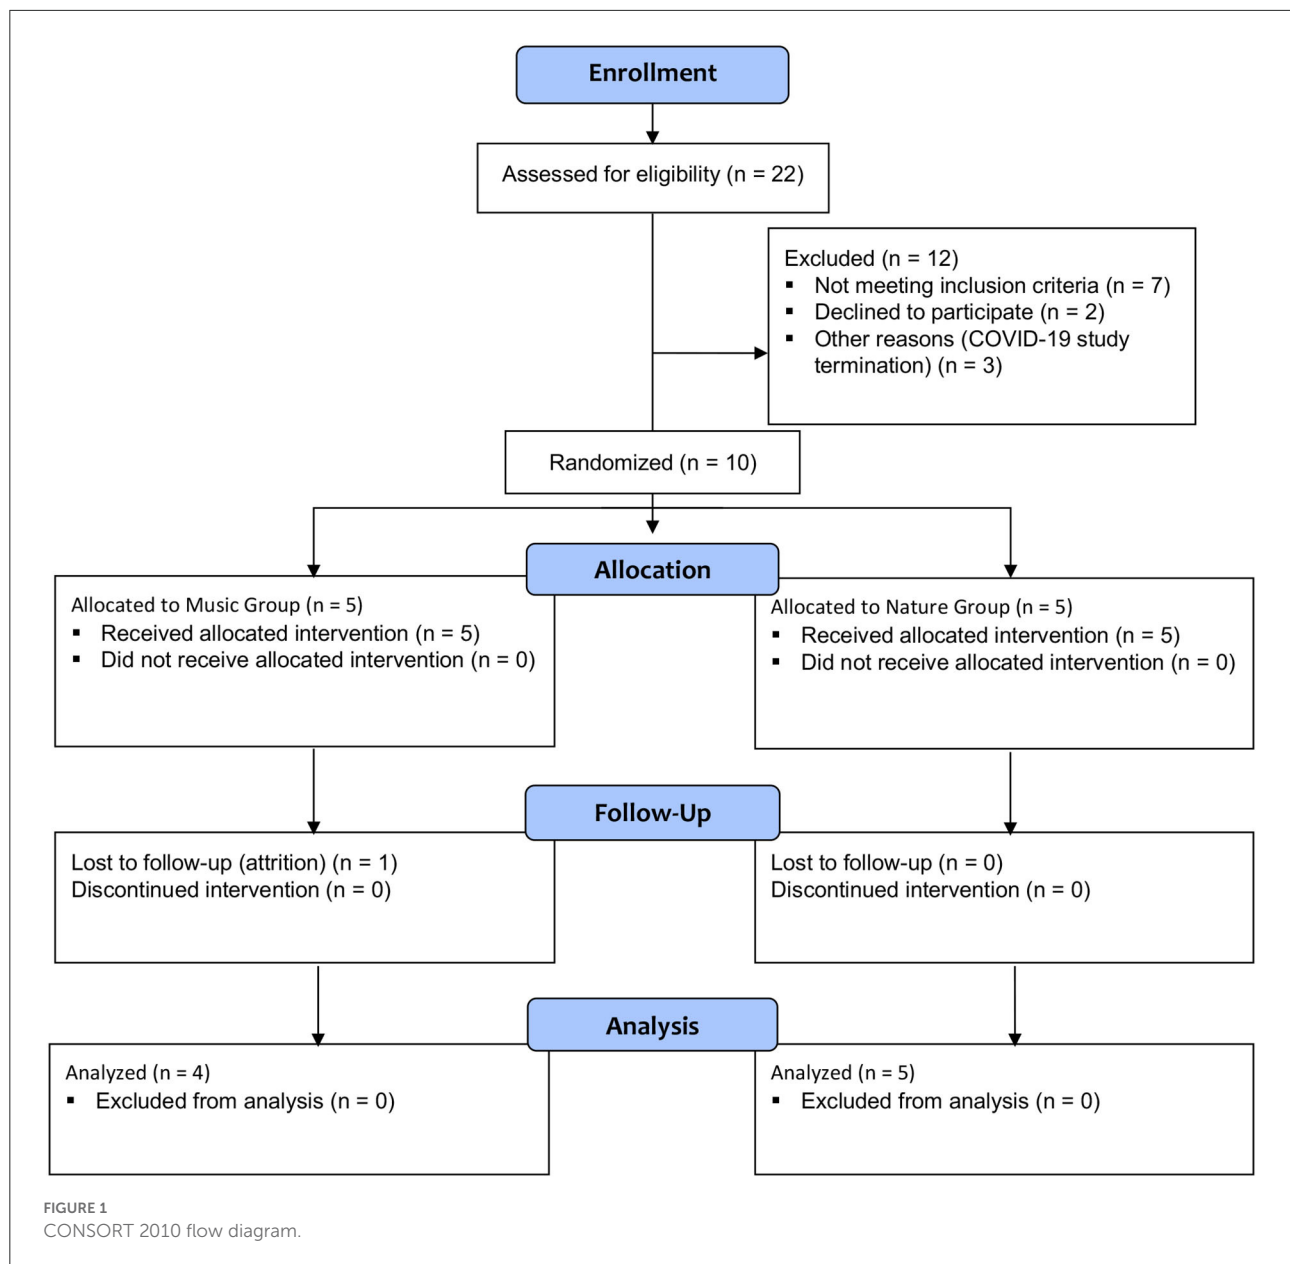 Enrollment
Assessed for eligibility (n = 22)
Excluded (n = 12)
▪ Not meeting inclusion criteria (n = 7)
▪ Declined to participate (n = 2)
▪ Other reasons (COVID-19 study
termination) (n = 3)
Randomized (n = 10)
Allocation
Allocated to Music Group (n = 5)
▪ Received allocated intervention (n = 5)
▪ Did not receive allocated intervention (n = 0)
Allocated to Nature Group (n = 5)
▪ Received allocated intervention (n = 5)
▪ Did not receive allocated intervention (n = 0)
Follow-Up
Lost to follow-up (attrition) (n = 1)
Discontinued intervention (n = 0)
Lost to follow-up (n = 0)
Discontinued intervention (n = 0)
Analysis
Analyzed (n = 4)
▪ Excluded from analysis (n = 0)
Analyzed (n = 5)
▪ Excluded from analysis (n = 0)
FIGURE 1
CONSORT 2010 flow diagram.